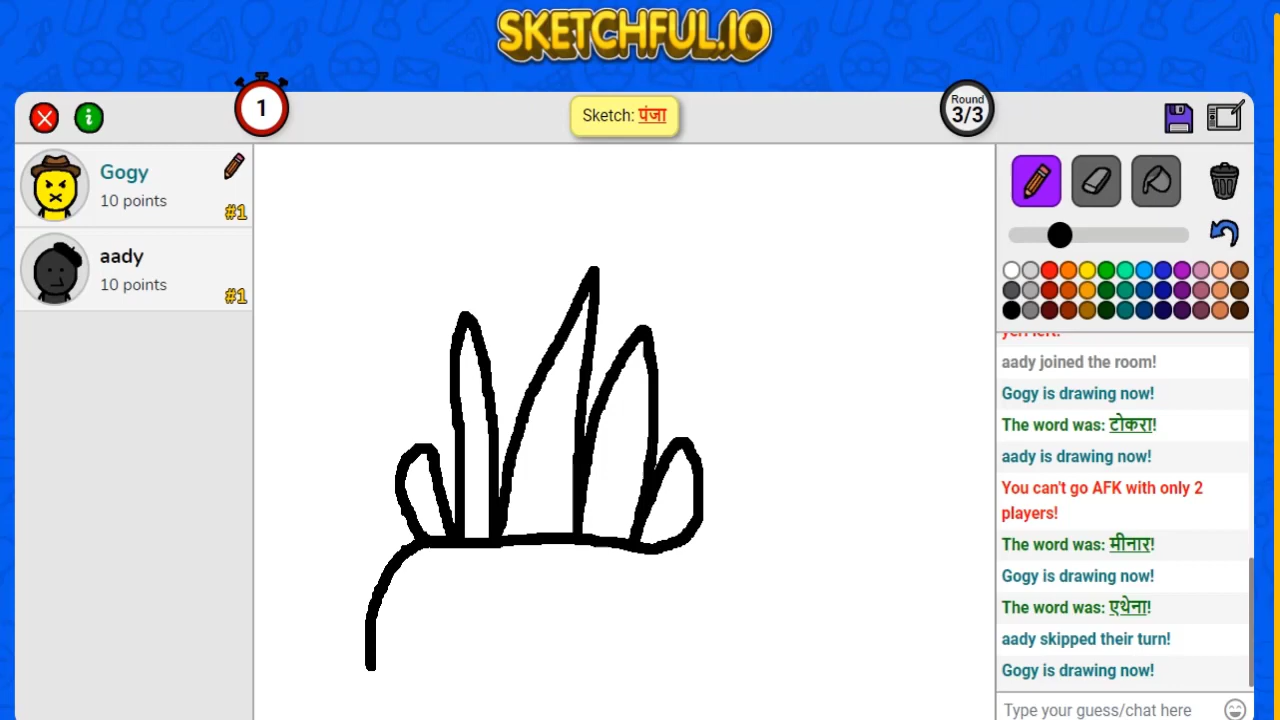 SKETCHFUL.IO
1
Sketch: पंजा
Round
3/3
Gogy
10 points
#1
aady
10 points
#1
aady joined the room!
Gogy is drawing now!
The word was: टोकरा!
aady is drawing now!
You can't go AFK with only 2
players!
The word was: मीनार!
Gogy is drawing now!
The word was: एथेना!
aady skipped their turn!
Gogy is drawing now!
Type your guess/chat here